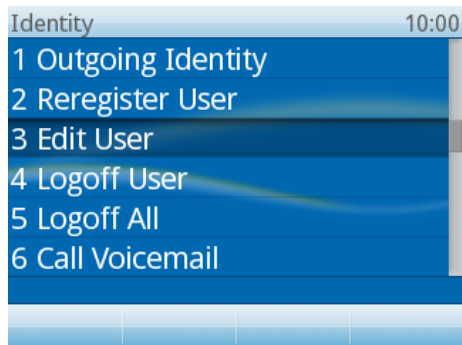 Identity 10:00
1 Outgoing Identity
2 Reregister User
3 Edit User
4 Logoff User
5 Logoff All
6 Call Voicemail